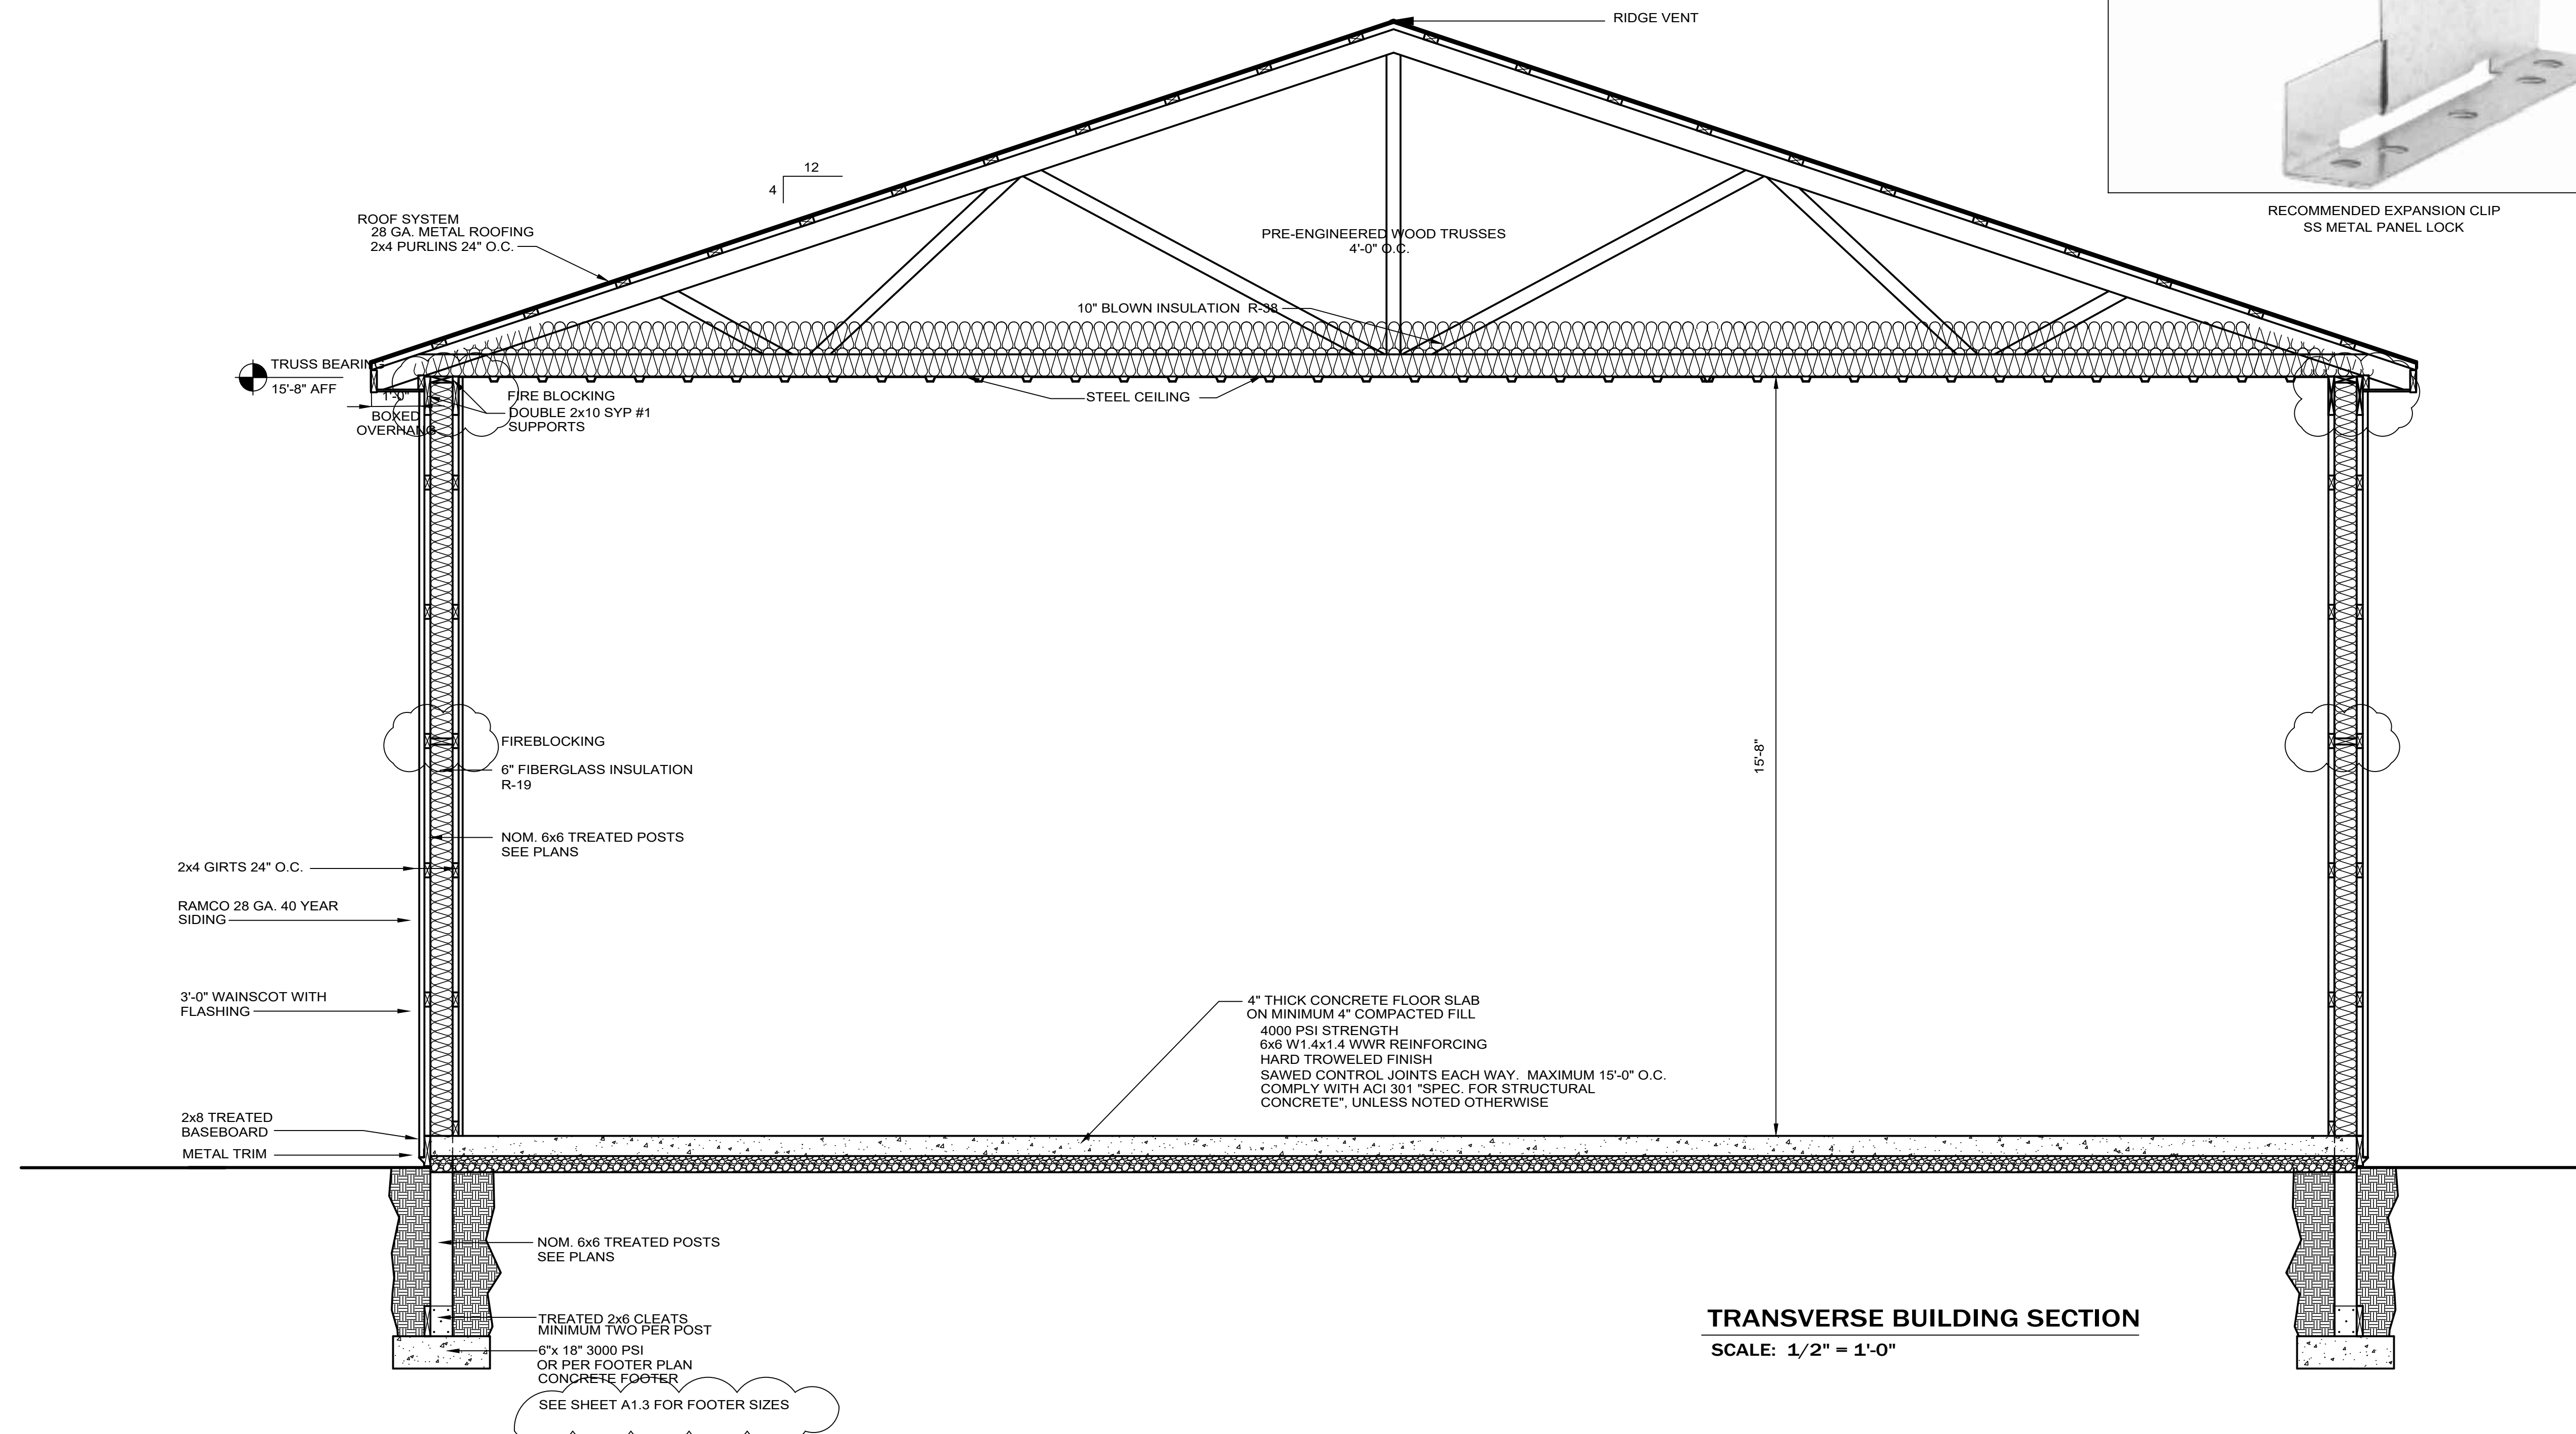 RIDGE VENT
12
4
ROOF SYSTEM
28 GA. METAL ROOFING
2x4 PURLINS 24" O.C.
RECOMMENDED EXPANSION CLIP
SS METAL PANEL LOCK
PRE-ENGINEERED WOOD TRUSSES
4'-0" O.C.
10" BLOWN INSULATION R-38
TRUSS BEARING
15'-8" AFF
1'-0"
BOXED
OVERHANG
FIRE BLOCKING
DOUBLE 2x10 SYP #1
SUPPORTS
STEEL CEILING
FIREBLOCKING
6" FIBERGLASS INSULATION
R-19
15'-8"
NOM. 6x6 TREATED POSTS
SEE PLANS
2x4 GIRTS 24" O.C.
RAMCO 28 GA. 40 YEAR
SIDING
3'-0" WAINSCOT WITH
FLASHING
4" THICK CONCRETE FLOOR SLAB
ON MINIMUM 4" COMPACTED FILL
4000 PSI STRENGTH
6x6 W1.4x1.4 WWR REINFORCING
HARD TROWELED FINISH
SAWED CONTROL JOINTS EACH WAY. MAXIMUM 15'-0" O.C.
COMPLY WITH ACI 301 "SPEC. FOR STRUCTURAL
CONCRETE", UNLESS NOTED OTHERWISE
2x8 TREATED
BASEBOARD
METAL TRIM
NOM. 6x6 TREATED POSTS
SEE PLANS
TREATED 2x6 CLEATS
MINIMUM TWO PER POST
6"x 18" 3000 PSI
OR PER FOOTER PLAN
CONCRETE FOOTER
SEE SHEET A1.3 FOR FOOTER SIZES
TRANSVERSE BUILDING SECTION
SCALE: 1/2" = 1'-0"